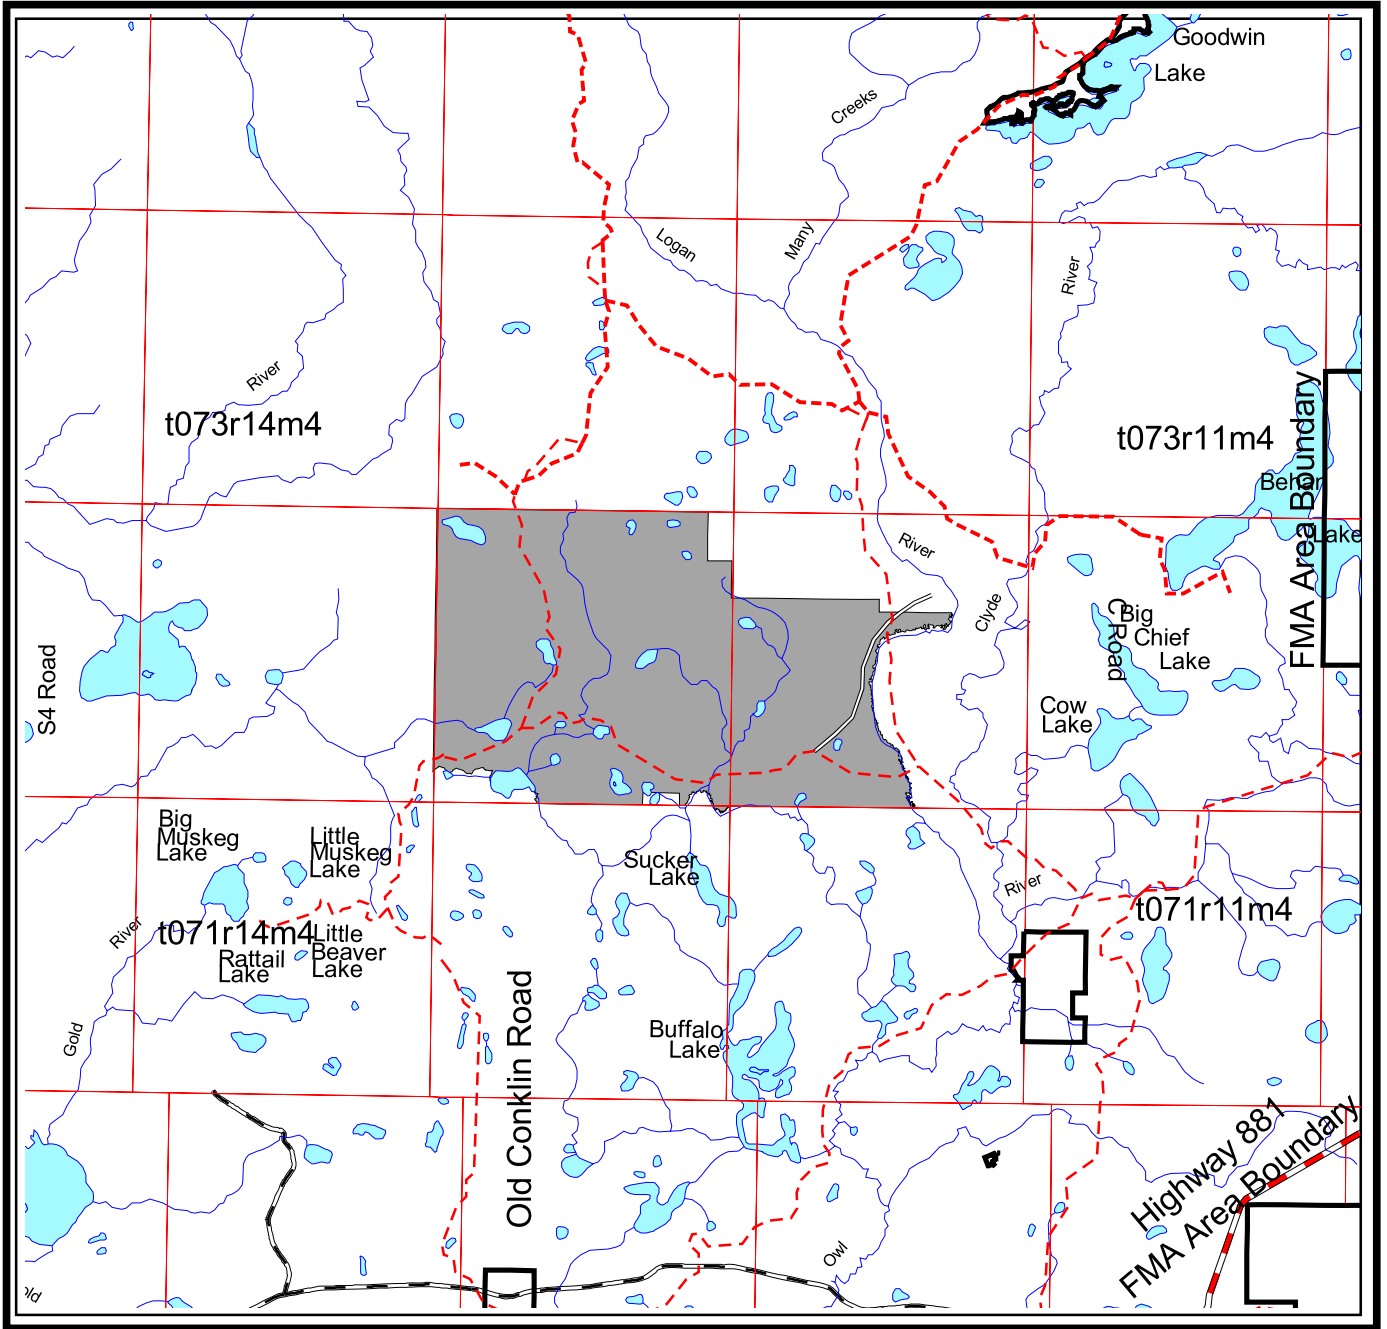 Goodwin
Lake
Creeks
Many
Logan
River
River
t073r14m4
t073r11m4
FMA Area Boundary
Behan
Lake
River
Clyde
C Road
Big
Chief
Lake
Cow
Lake
S4 Road
Big
Muskeg
Lake
Little
Muskeg
Lake
Sucker
Lake
River
t071r11m4
River
t071r14m4
Little
Beaver
Lake
Rattail
Lake
Gold
Old Conklin Road
Buffalo
Lake
Highway 881
FMA Area Boundary
Owl
old